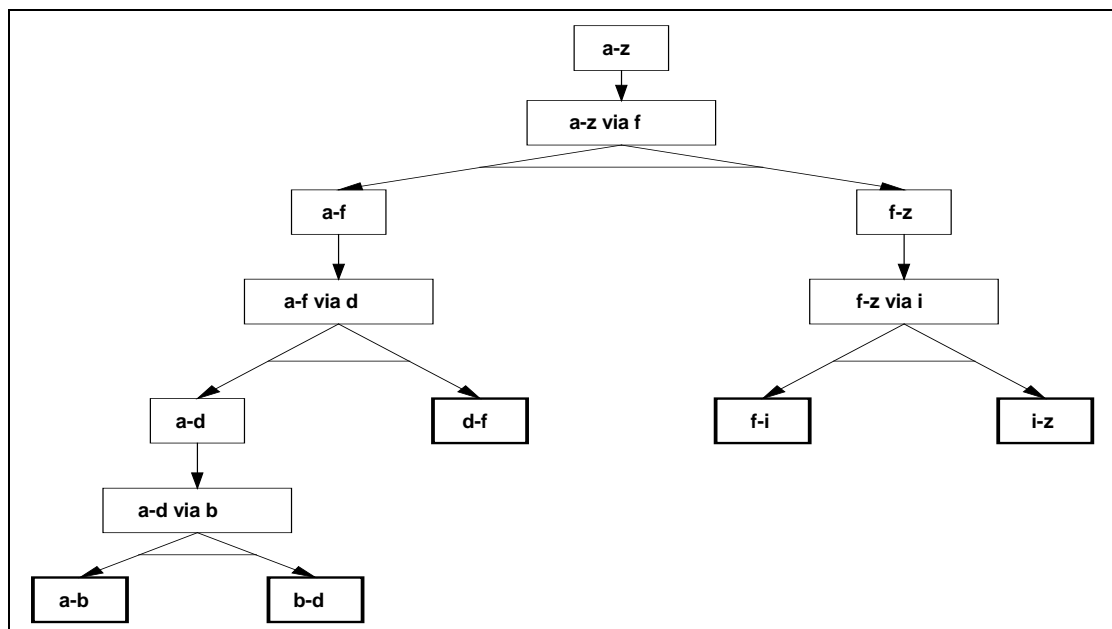 a-z
a-z via f
a-f
f-z
a-f via d
f-z via i
a-d
d-f
f-i
i-z
a-d via b
a-b
b-d